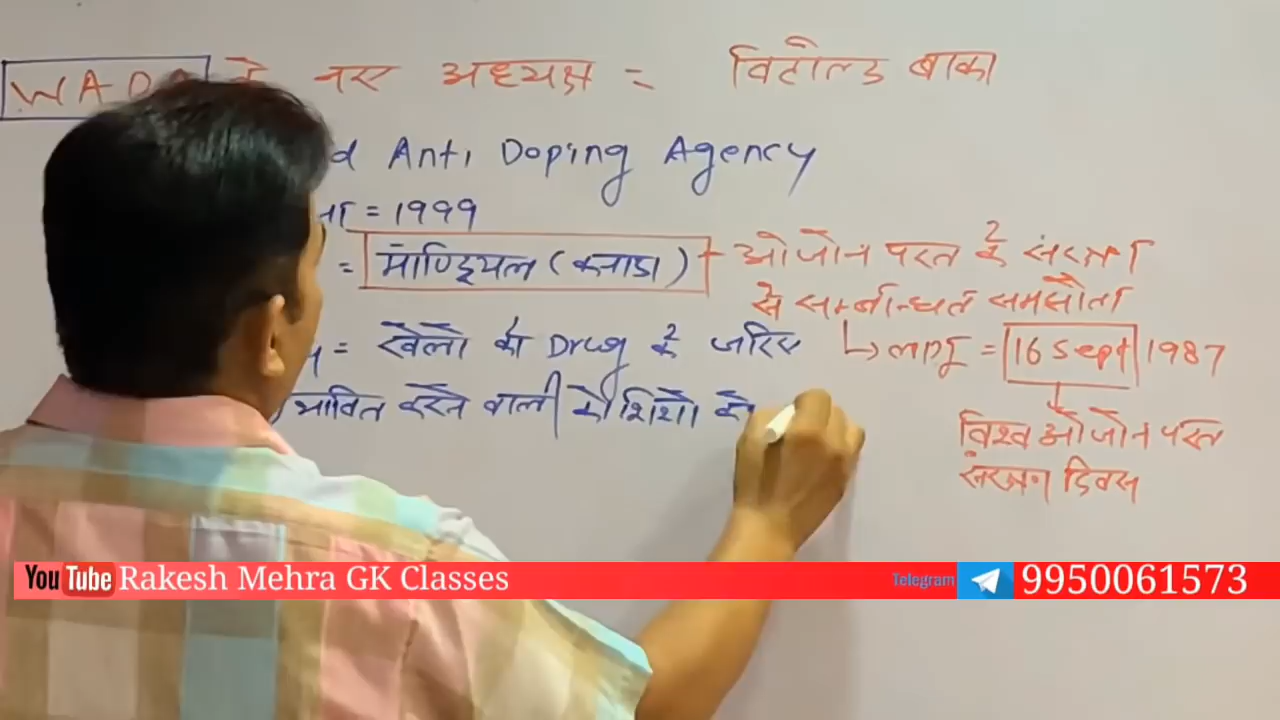 WADA के नए अध्यक्ष = विटोल्ड बाका
Anti Doping Agency
= 1999
= माण्ट्रियल (कनाडा) - ओजोन परत के संरक्षण
से सम्बन्धित समझौता
= खेलों को Drug के जरिए
↳ लागू = 16 Sept 1987
भावित करने वाली कोशिशों को
विश्व ओजोन परत
संरक्षण दिवस
YouTube Rakesh Mehra GK Classes
Telegram 9950061573